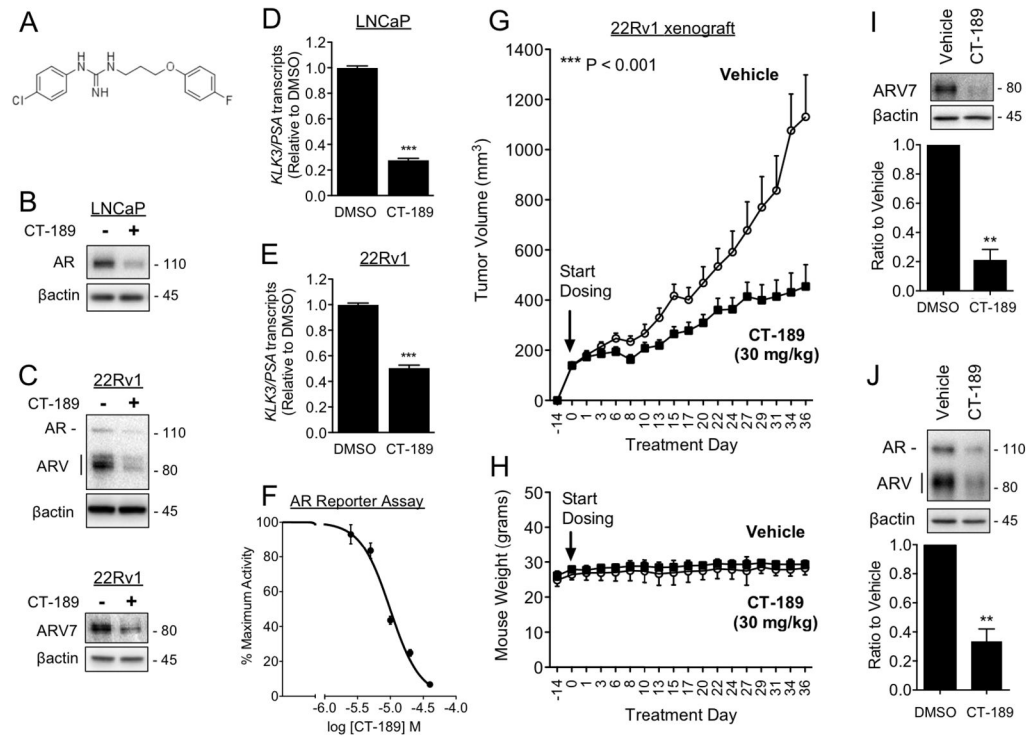 A
Cl
H
N
H
N
NH
O
F
B
LNCaP
CT-189 - +
AR - 110
βactin - 45
C
22Rv1
CT-189 - +
AR - - 110
ARV - 80
βactin - 45
22Rv1
CT-189 - +
ARV7 - 80
βactin - 45
D
LNCaP
KLK3/PSA transcripts
(Relative to DMSO)
1.2
1.0
0.8
0.6
0.4
0.2
0.0
***
DMSO CT-189
E
22Rv1
KLK3/PSA transcripts
(Relative to DMSO)
1.2
1.0
0.8
0.6
0.4
0.2
0.0
***
DMSO CT-189
F
AR Reporter Assay
% Maximum Activity
100
80
60
40
20
0
-6.0 -5.5 -5.0 -4.5 -4.0
log [CT-189] M
G
22Rv1 xenograft
*** P < 0.001
Vehicle
Tumor Volume (mm3)
1400
1200
1000
800
600
400
200
0
Start
Dosing
CT-189
(30 mg/kg)
-14 0 1 3 6 8 10 13 15 17 20 22 24 27 29 31 34 36
Treatment Day
H
Mouse Weight (grams)
50
40
30
20
10
0
Start
Dosing
Vehicle
CT-189
(30 mg/kg)
-14 0 1 3 6 8 10 13 15 17 20 22 24 27 29 31 34 36
Treatment Day
I
Vehicle
CT-189
ARV7 - 80
βactin - 45
Ratio to Vehicle
1.0
0.8
0.6
0.4
0.2
0.0
**
DMSO CT-189
J
Vehicle
CT-189
AR - - 110
ARV - 80
βactin - 45
Ratio to Vehicle
1.0
0.8
0.6
0.4
0.2
0.0
**
DMSO CT-189